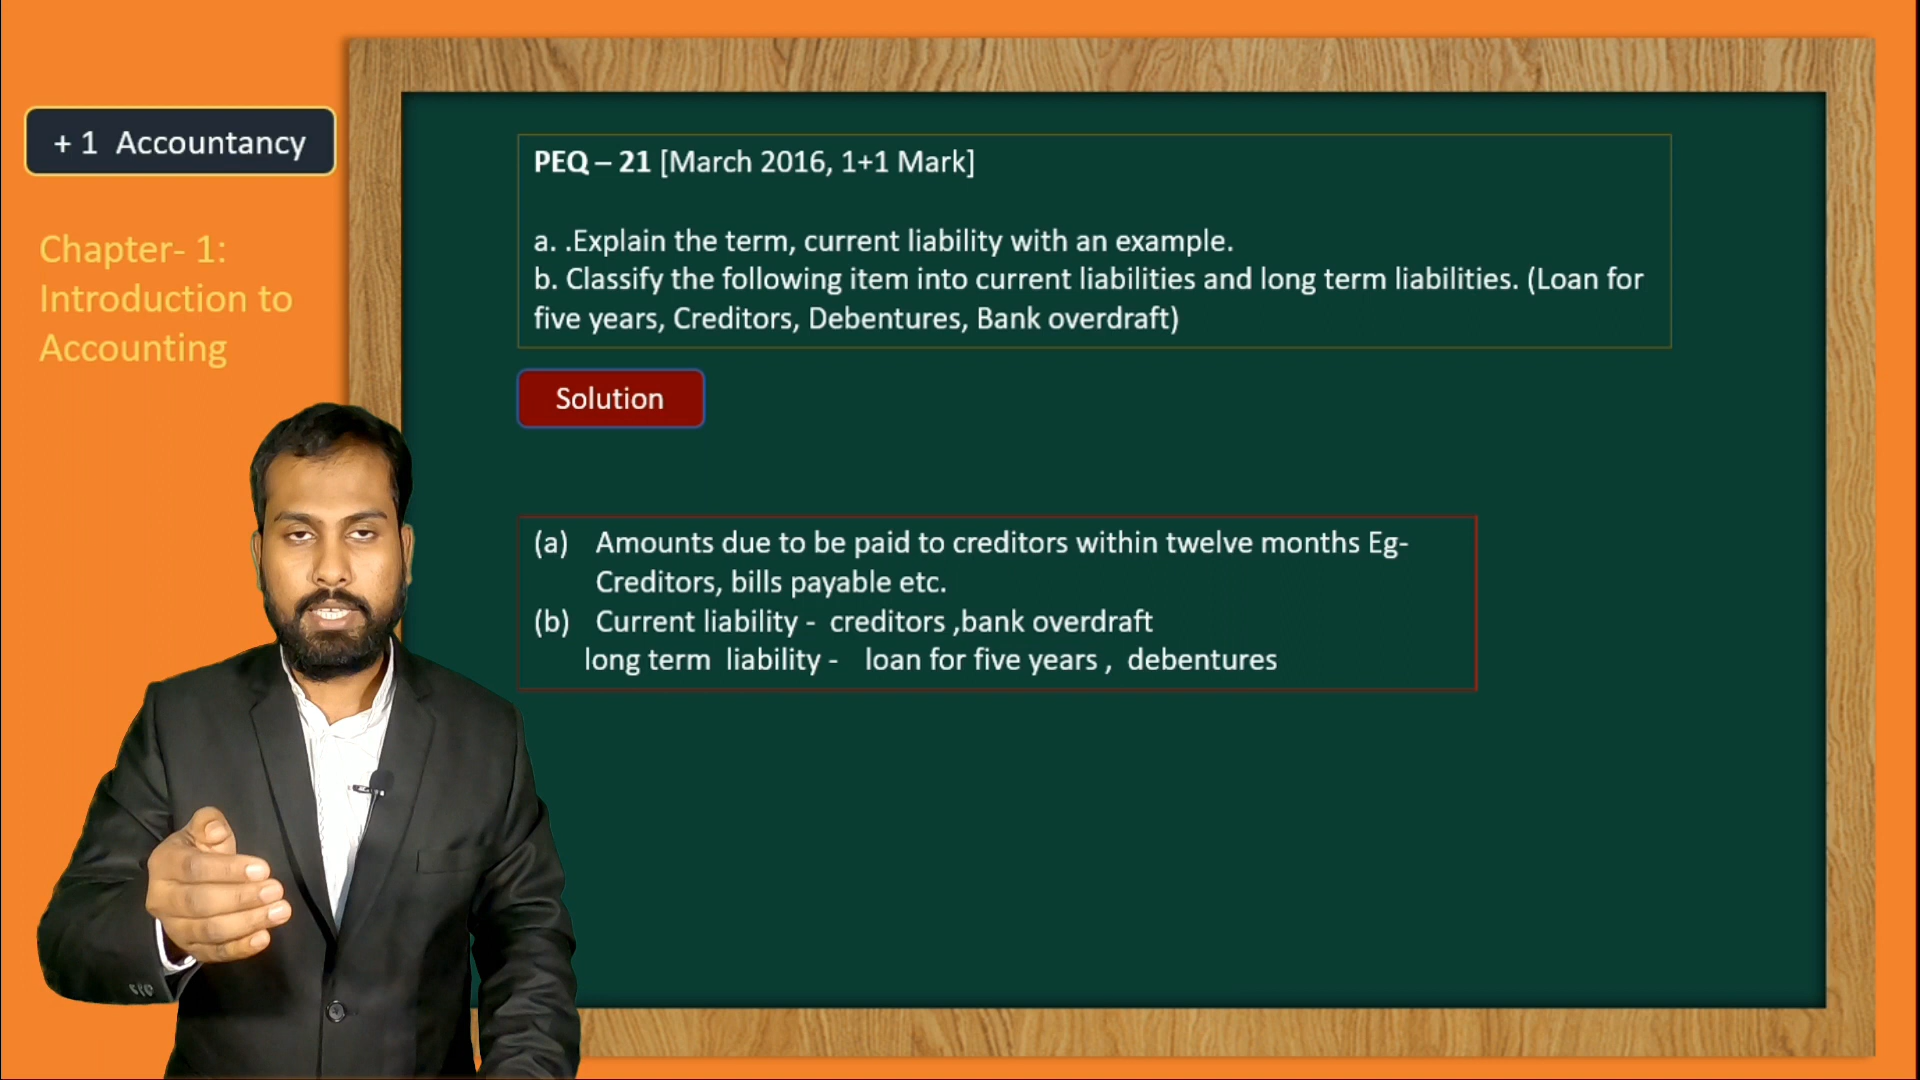 + 1 Accountancy
Chapter- 1:
Introduction to
Accounting
PEQ – 21 [March 2016, 1+1 Mark]
a. .Explain the term, current liability with an example.
b. Classify the following item into current liabilities and long term liabilities. (Loan for
five years, Creditors, Debentures, Bank overdraft)
Solution
(a) Amounts due to be paid to creditors within twelve months Eg-
Creditors, bills payable etc.
(b) Current liability - creditors ,bank overdraft
long term liability - loan for five years , debentures